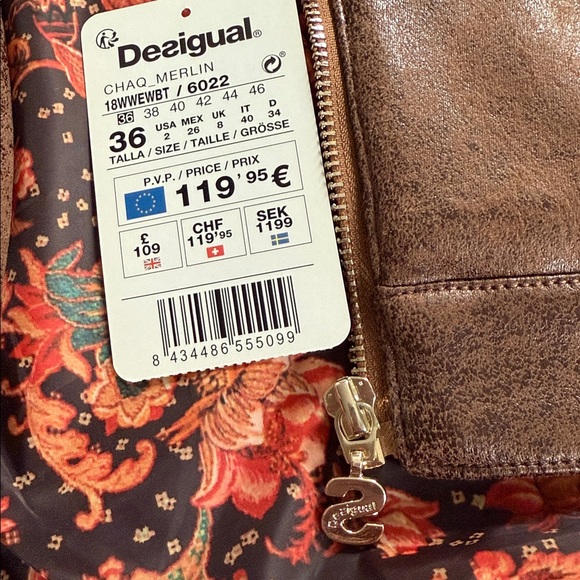 Desigual®
CHAQ_MERLIN
18WWEWBT / 6022
36 38 40 42 44 46
36 USA 2 MEX 26 UK 8 IT 40 D 34
TALLA / SIZE / TAILLE / GRÖSSE
P.V.P. / PRICE / PRIX
119'95 €
£ 109
CHF 119'95
SEK 1199
8 434486 555099
S
Desigual